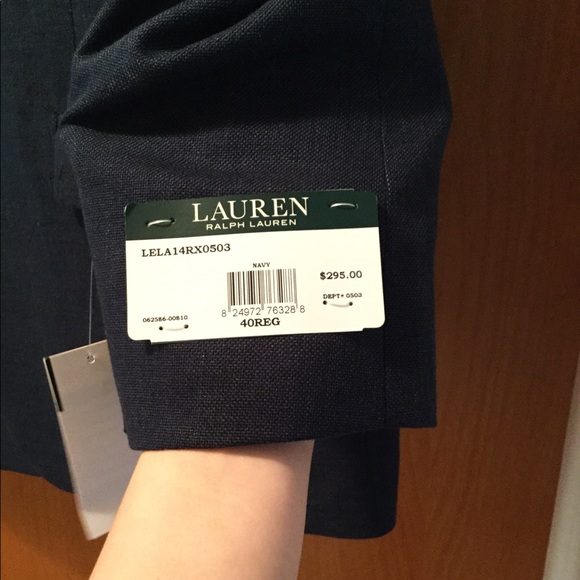 LAUREN
RALPH LAUREN
LELA14RX0503
NAVY
$295.00
DEPT# 0503
062586-00810
8 24972 76328 8
40REG